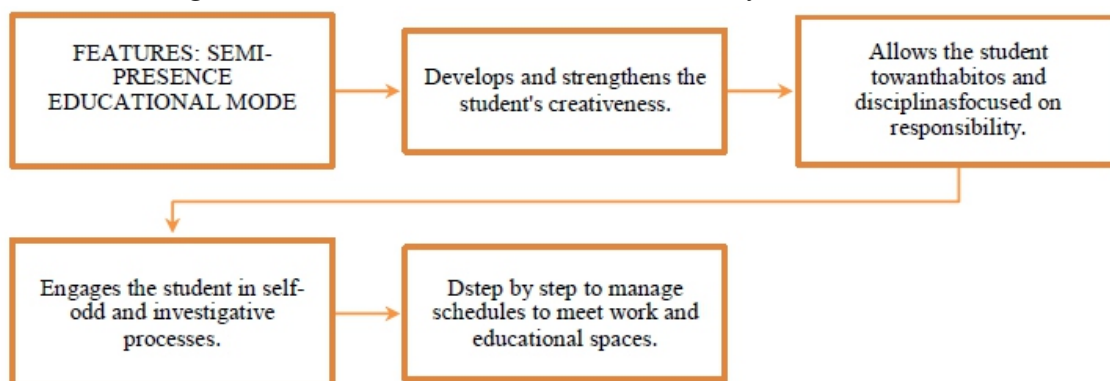 FEATURES: SEMI-
PRESENCE
EDUCATIONAL MODE
Develops and strengthens the
student's creativeness.
Allows the student
towanthabitos and
disciplinasfocused on
responsibility.
Engages the student in self-
odd and investigative
processes.
Dstep by step to manage
schedules to meet work and
educational spaces.